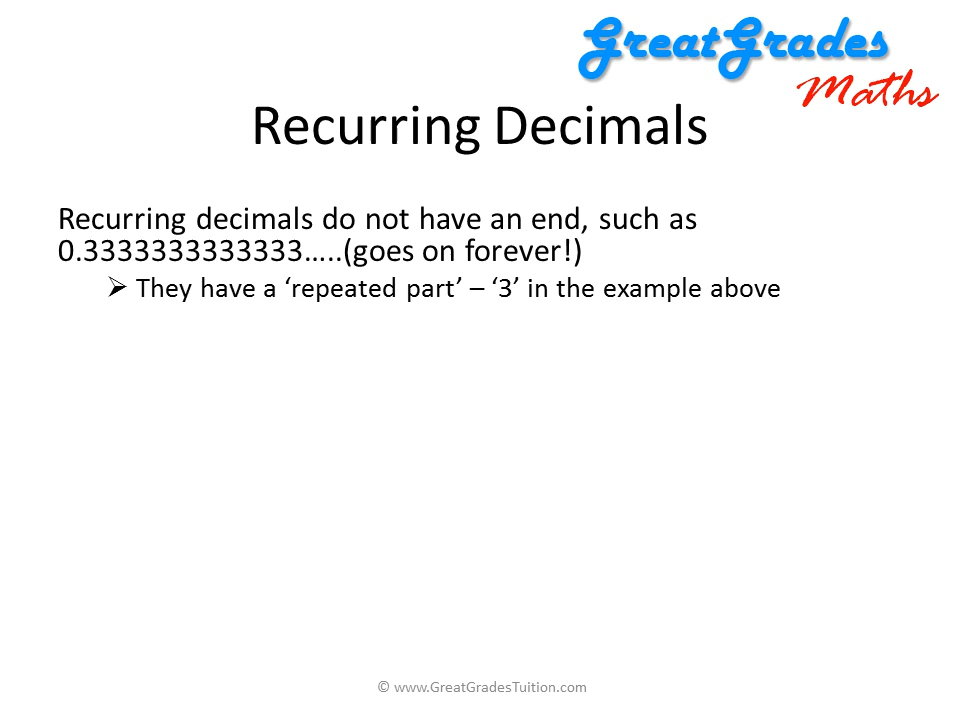 GreatGrades
Maths
Recurring Decimals
Recurring decimals do not have an end, such as
0.3333333333333…..(goes on forever!)
➢ They have a ‘repeated part’ – ‘3’ in the example above
© www.GreatGradesTuition.com